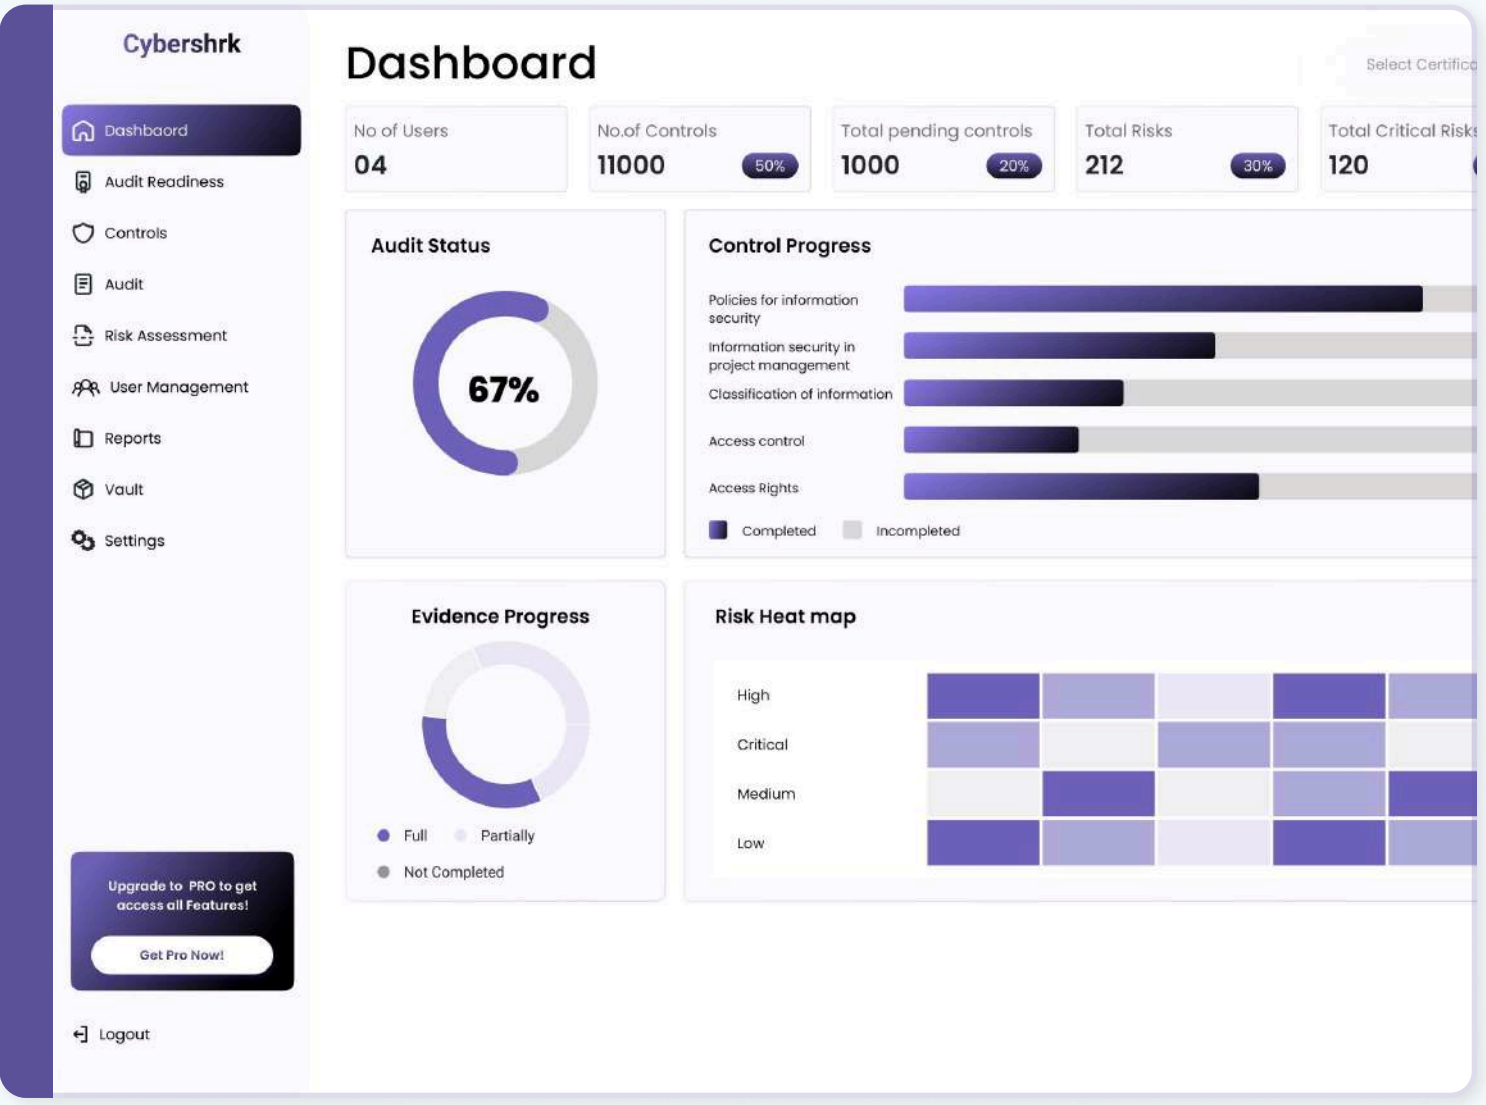 Cybershrk
Dashbaord
Audit Readiness
Controls
Audit
Risk Assessment
User Management
Reports
Vault
Settings
Upgrade to PRO to get
access all Features!
Get Pro Now!
Logout
Dashboard
Select Certifica
No of Users
04
No.of Controls
11000
50%
Total pending controls
1000
20%
Total Risks
212
30%
Total Critical Risks
120
Audit Status
67%
Control Progress
Policies for information
security
Information security in
project management
Classification of information
Access control
Access Rights
Completed
Incompleted
Evidence Progress
Full
Partially
Not Completed
Risk Heat map
High
Critical
Medium
Low